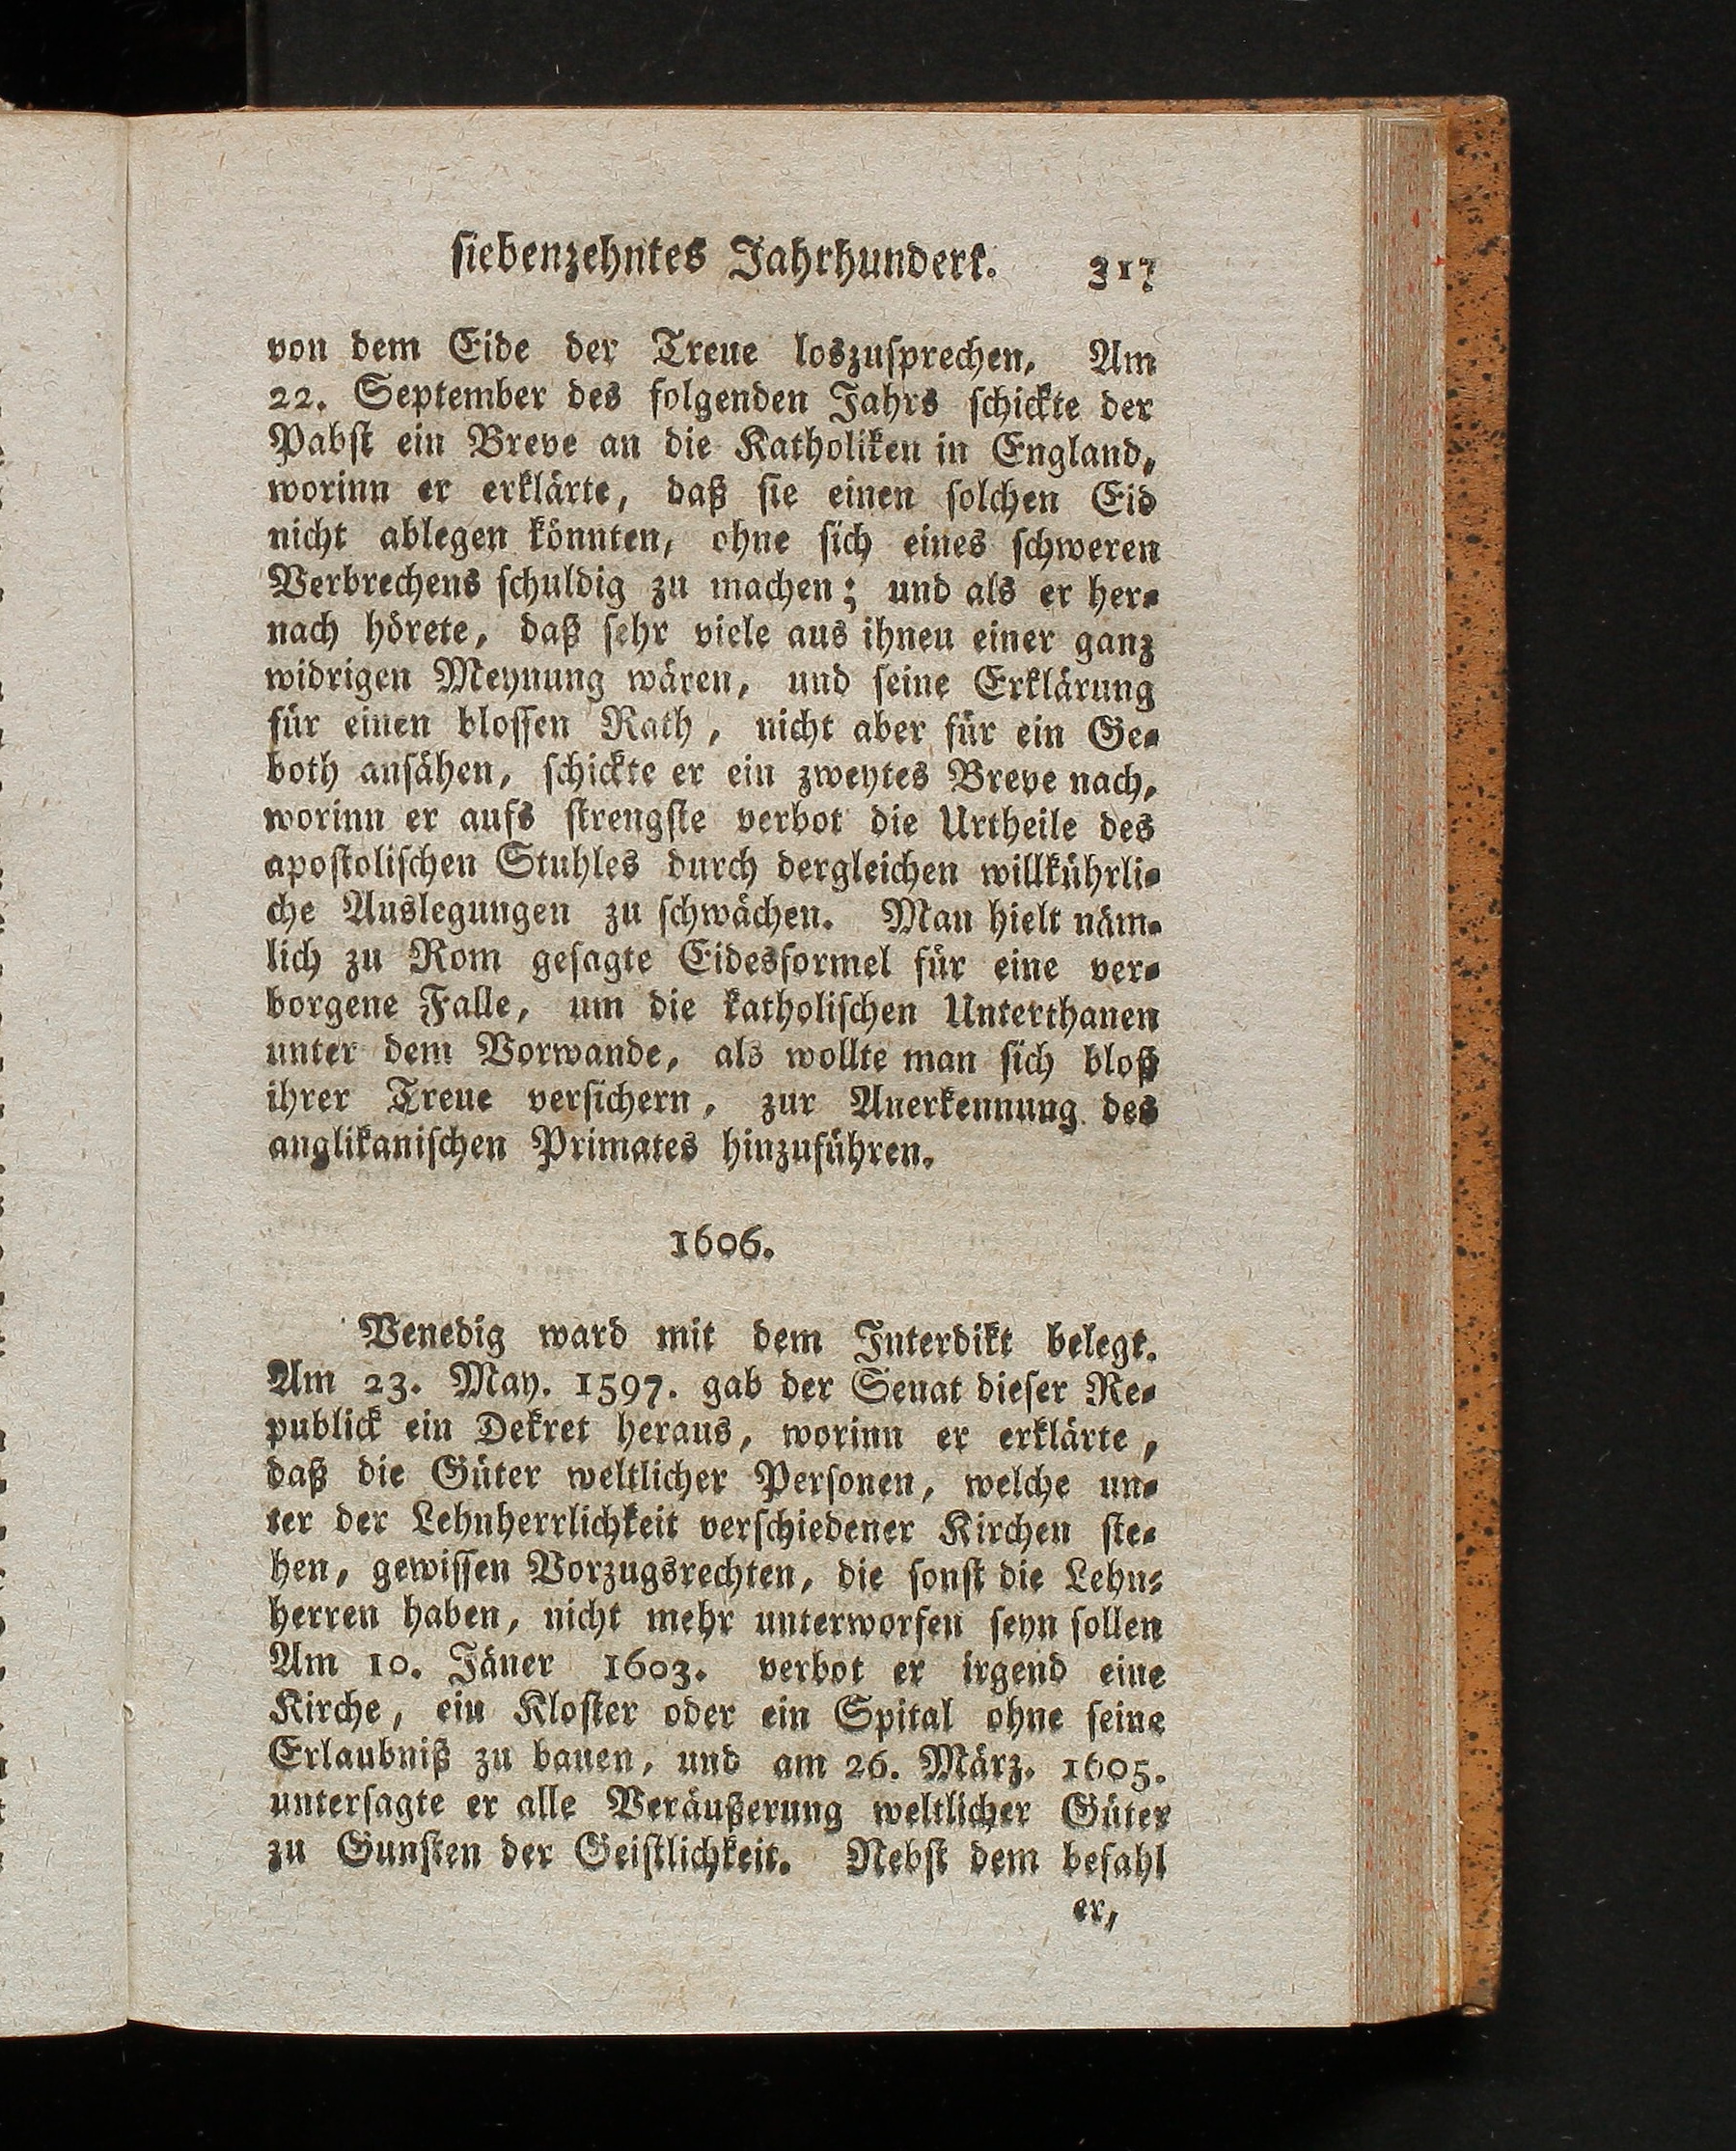 siebenzehntes Jahrhundert. 317
von dem Eide der Treue loszusprechen. Am
22. September des folgenden Jahrs schickte der
Pabst ein Breve an die Katholiken in England,
worinn er erklärte, daß sie einen solchen Eid
nicht ablegen könnten, ohne sich eines schweren
Verbrechens schuldig zu machen; und als er her-
nach hörete, daß sehr viele aus ihnen einer ganz
widrigen Meynung wären, und seine Erklärung
für einen blossen Rath, nicht aber für ein Ge-
both ansähen, schickte er ein zweytes Breve nach,
worinn er aufs strengste verbot die Urtheile des
apostolischen Stuhles durch dergleichen willkührli-
che Auslegungen zu schwächen. Man hielt näm-
lich zu Rom gesagte Eidesformel für eine ver-
borgene Falle, um die katholischen Unterthanen
unter dem Vorwande, als wollte man sich bloß
ihrer Treue versichern, zur Anerkennung des
anglikanischen Primates hinzuführen.
1606.
Venedig ward mit dem Interdikt belegt.
Am 23. May. 1597. gab der Senat dieser Re-
publick ein Dekret heraus, worinn er erklärte,
daß die Güter weltlicher Personen, welche un-
ter der Lehnherrlichkeit verschiedener Kirchen ste-
hen, gewissen Vorzugsrechten, die sonst die Lehn-
herren haben, nicht mehr unterworfen seyn sollen
Am 10. Jäner 1603. verbot er irgend eine
Kirche, ein Kloster oder ein Spital ohne seine
Erlaubniß zu bauen, und am 26. März. 1605.
untersagte er alle Veräußerung weltlicher Güter
zu Gunsten der Geistlichkeit. Nebst dem befahl
er,